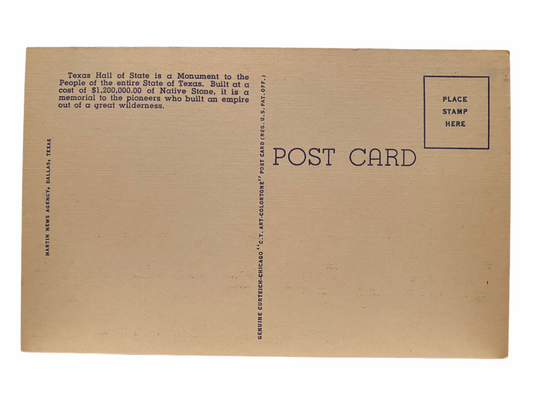 Texas Hall of State is a Monument to the
People of the entire State of Texas. Built at a
cost of $1,200,000.00 of Native Stone, it is a
memorial to the pioneers who built an empire
out of a great wilderness.
MARTIN NEWS AGENCY, DALLAS, TEXAS
GENUINE CURTEICH-CHICAGO "C.T. ART-COLORTONE" POST CARD (REG. U.S. PAT. OFF.)
POST CARD
PLACE
STAMP
HERE